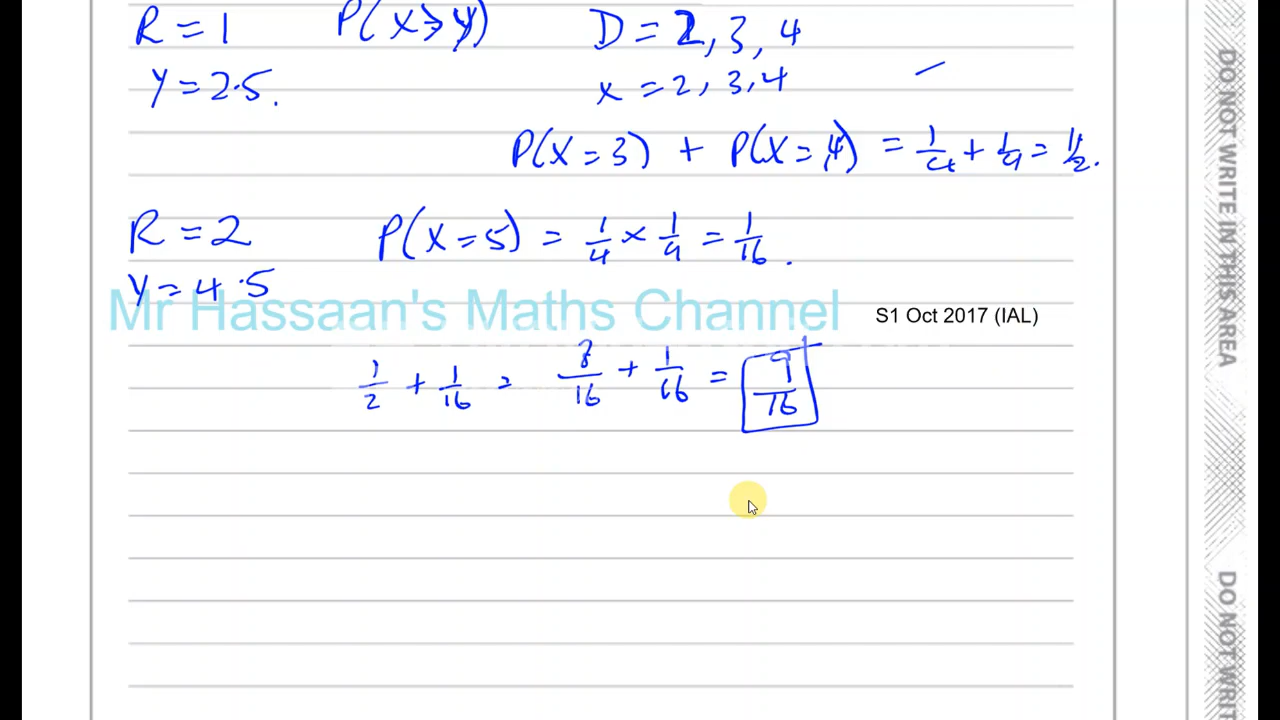 R = 1 P(X > y) D = 2, 3, 4
Y = 2.5. x = 2, 3, 4
P(X = 3) + P(X = 4) = 1/4 + 1/4 = 1/2.
R = 2 P(X = 5) = 1/4 × 1/4 = 1/16.
Y = 4.5
Mr Hassaan's Maths Channel S1 Oct 2017 (IAL)
1/2 + 1/16 = 8/16 + 1/16 = 9/16
DO NOT WRITE IN THIS AREA
DO NOT WRIT